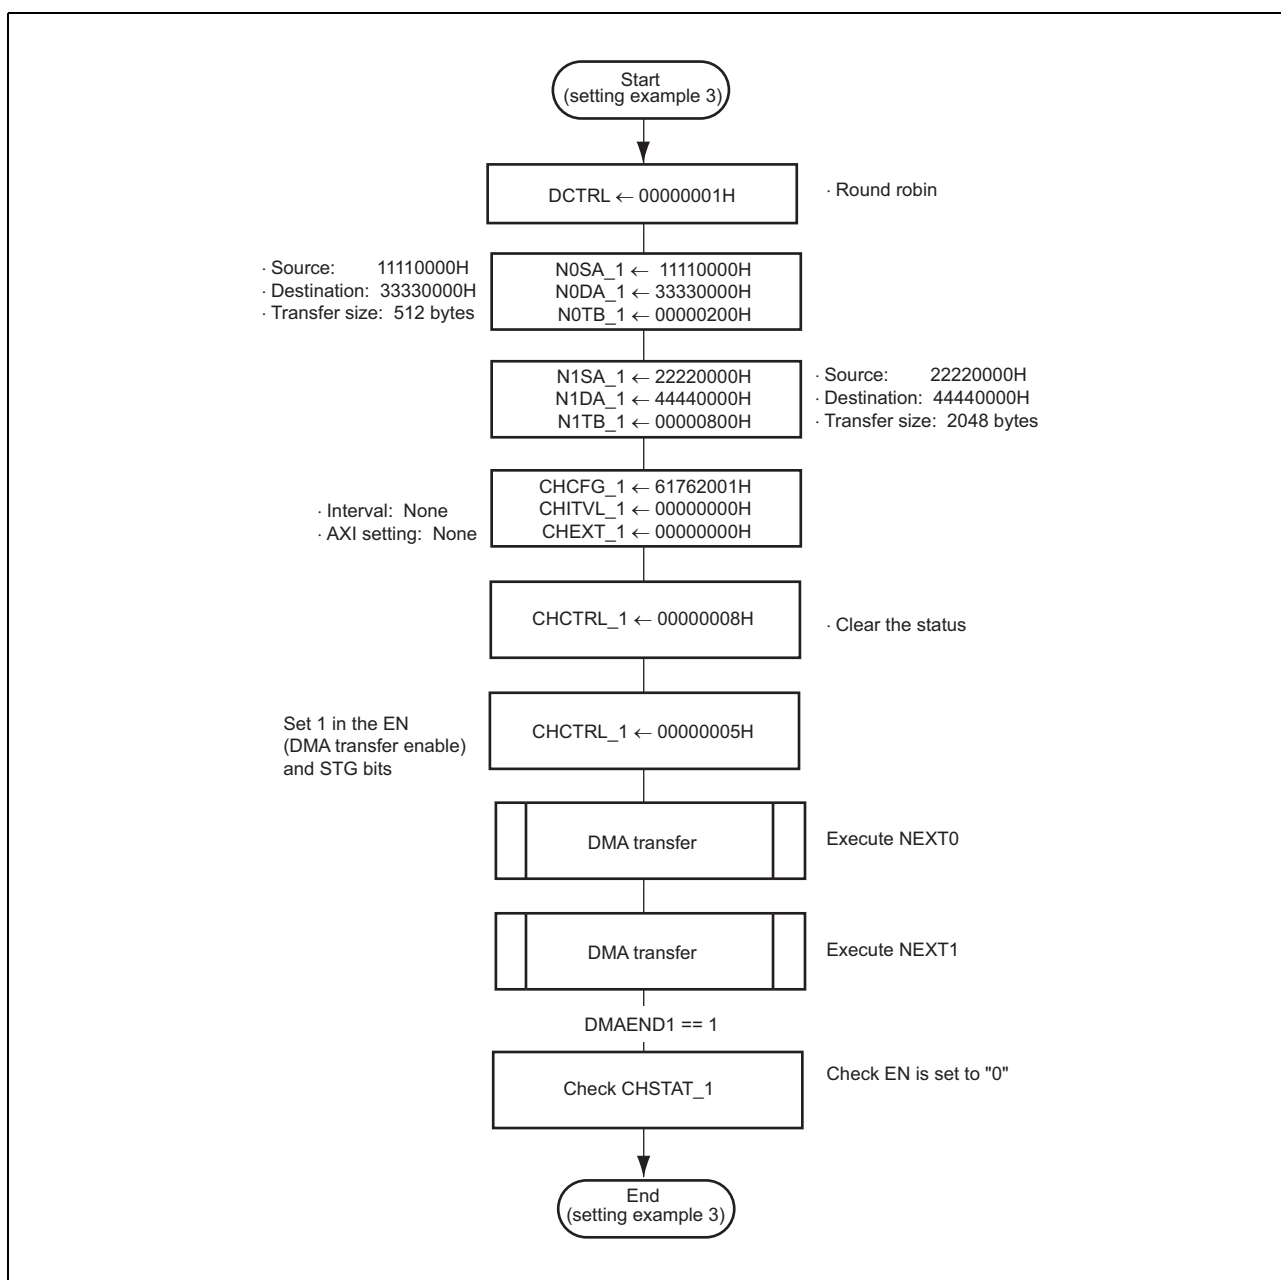 Start
(setting example 3)
DCTRL ← 00000001H
· Round robin
· Source: 11110000H
· Destination: 33330000H
· Transfer size: 512 bytes
N0SA_1 ← 11110000H
N0DA_1 ← 33330000H
N0TB_1 ← 00000200H
N1SA_1 ← 22220000H
N1DA_1 ← 44440000H
N1TB_1 ← 00000800H
· Source: 22220000H
· Destination: 44440000H
· Transfer size: 2048 bytes
· Interval: None
· AXI setting: None
CHCFG_1 ← 61762001H
CHITVL_1 ← 00000000H
CHEXT_1 ← 00000000H
CHCTRL_1 ← 00000008H
· Clear the status
Set 1 in the EN
(DMA transfer enable)
and STG bits
CHCTRL_1 ← 00000005H
DMA transfer
Execute NEXT0
DMA transfer
Execute NEXT1
DMAEND1 == 1
Check CHSTAT_1
Check EN is set to "0"
End
(setting example 3)